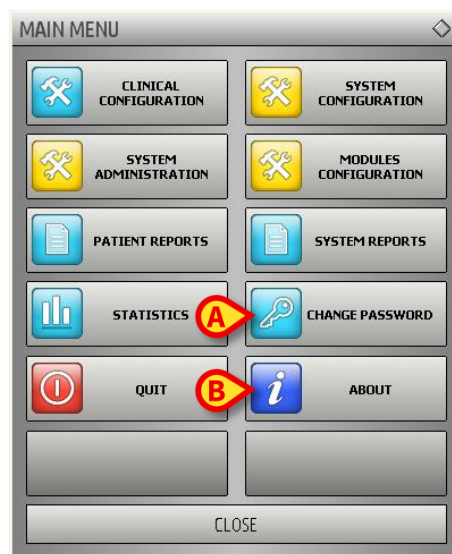 MAIN MENU
CLINICAL
CONFIGURATION
SYSTEM
CONFIGURATION
SYSTEM
ADMINISTRATION
MODULES
CONFIGURATION
PATIENT REPORTS
SYSTEM REPORTS
STATISTICS
A
CHANGE PASSWORD
QUIT
B
i
ABOUT
CLOSE